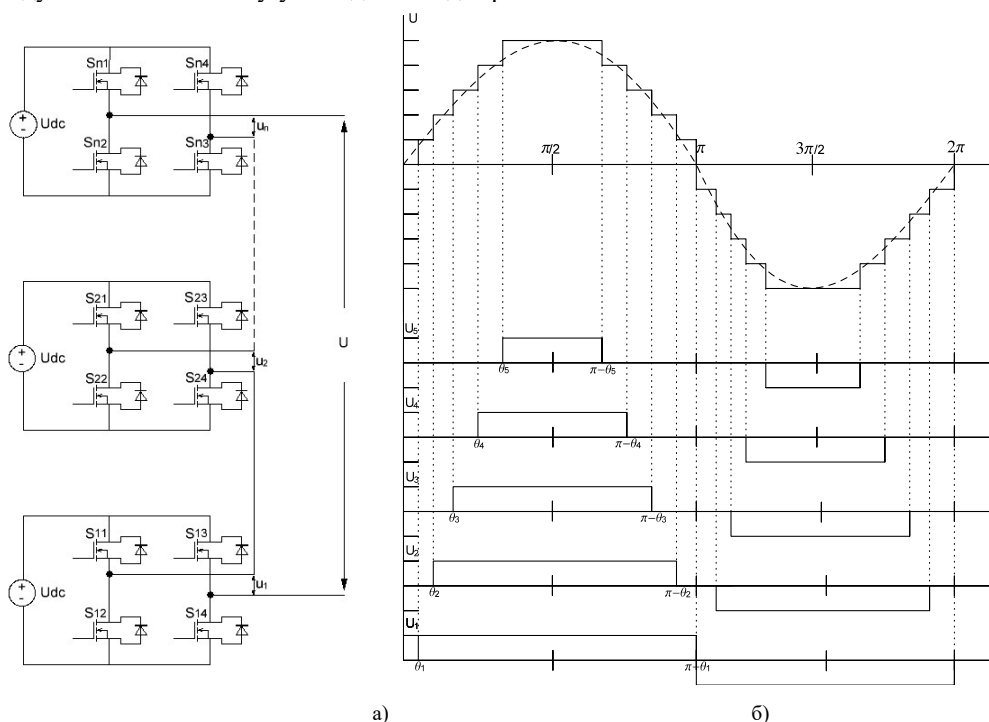 Sn1
Sn4
Udc
Sn2
Sn3
un
S21
S23
Udc
u2
S22
S24
U
S11
S13
Udc
u1
S12
S14
а)
U
π/2
π
3π/2
2π
U5
θ5
π−θ5
U4
θ4
π−θ4
U3
θ3
π−θ3
U2
θ2
π−θ2
U1
θ1
π+θ1
б)